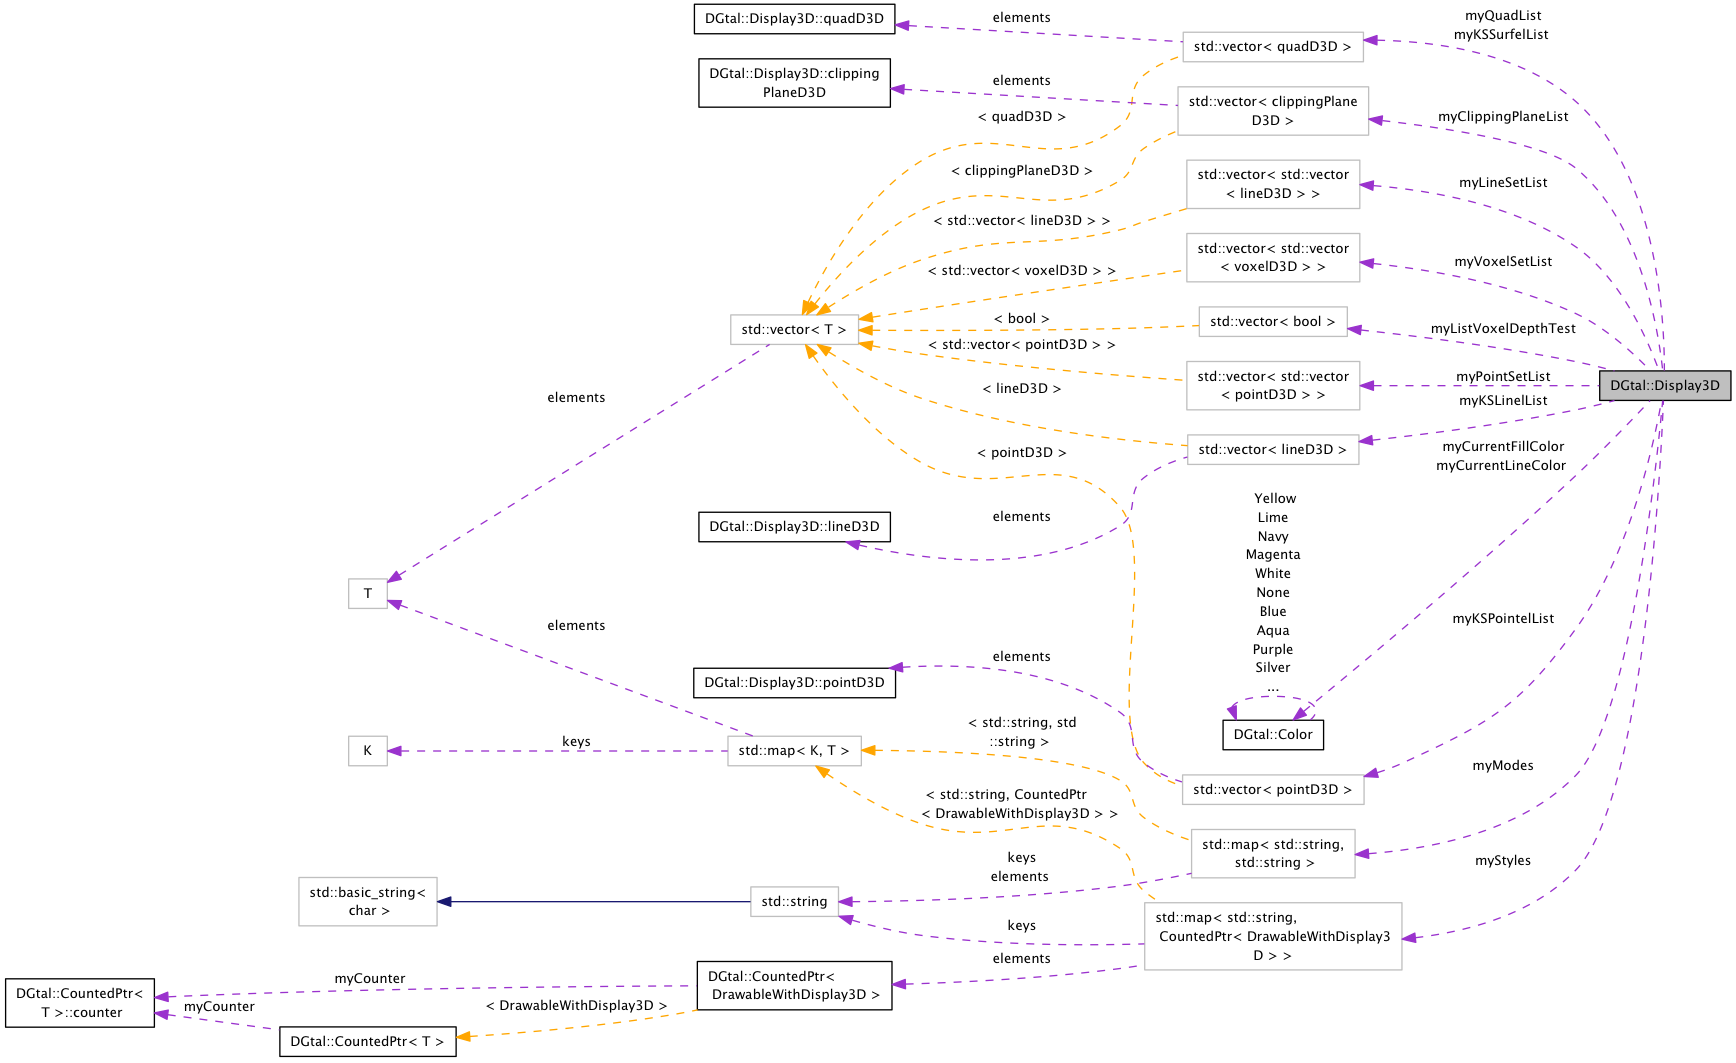 DGtal::Display3D::quadD3D
elements
myQuadList
myKSSurfelList
std::vector< quadD3D >
DGtal::Display3D::clipping
PlaneD3D
elements
std::vector< clippingPlane
D3D >
< quadD3D >
myClippingPlaneList
< clippingPlaneD3D >
std::vector< std::vector
< lineD3D > >
myLineSetList
< std::vector< lineD3D > >
std::vector< std::vector
< voxelD3D > >
myVoxelSetList
< std::vector< voxelD3D > >
std::vector< T >
< bool >
std::vector< bool >
myListVoxelDepthTest
< std::vector< pointD3D > >
std::vector< std::vector
< pointD3D > >
myPointSetList
DGtal::Display3D
elements
< lineD3D >
myKSLinelList
< pointD3D >
std::vector< lineD3D >
myCurrentFillColor
myCurrentLineColor
DGtal::Display3D::lineD3D
elements
Yellow
Lime
Navy
Magenta
White
None
Blue
Aqua
Purple
Silver
...
T
elements
myKSPointelList
DGtal::Display3D::pointD3D
elements
DGtal::Color
K
keys
std::map< K, T >
< std::string, std
::string >
myModes
std::vector< pointD3D >
< std::string, CountedPtr
< DrawableWithDisplay3D > >
std::map< std::string,
std::string >
myStyles
keys
elements
std::basic_string<
char >
std::string
keys
std::map< std::string,
CountedPtr< DrawableWithDisplay3
D > >
elements
DGtal::CountedPtr<
T >::counter
myCounter
DGtal::CountedPtr<
DrawableWithDisplay3D >
myCounter
< DrawableWithDisplay3D >
DGtal::CountedPtr< T >